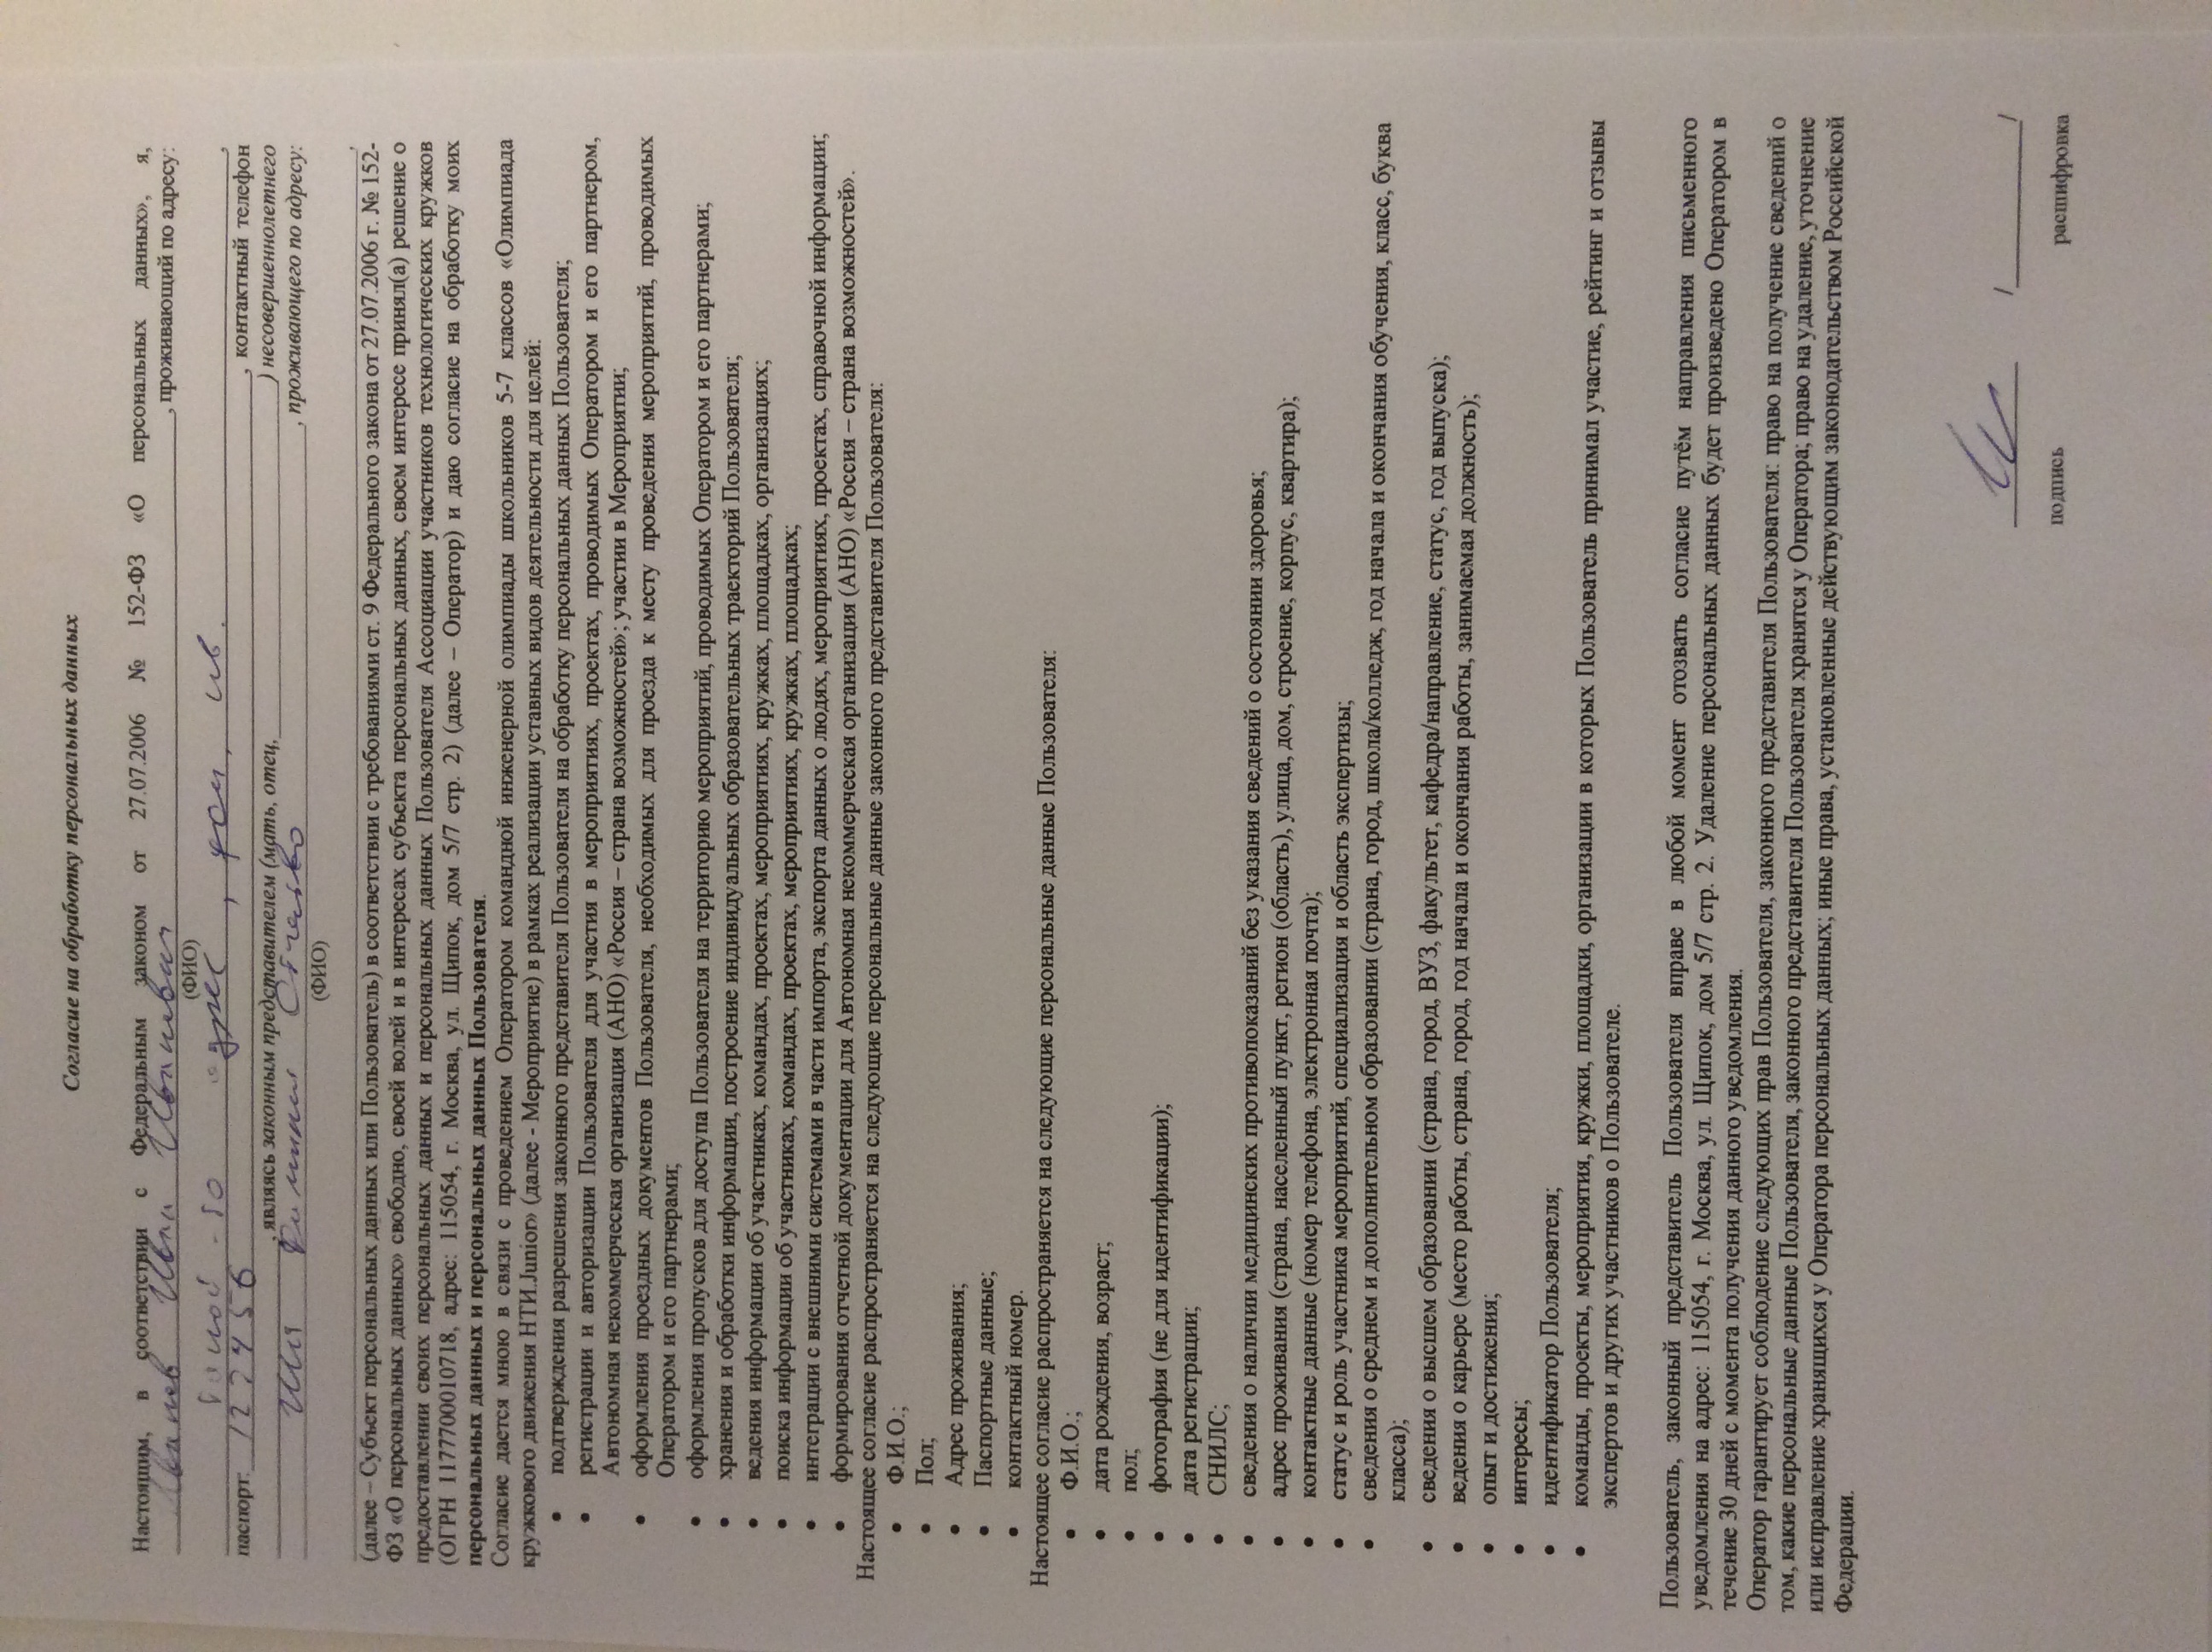 Согласие на обработку персональных данных
Настоящим, в соответствии с Федеральным законом от 27.07.2006 № 152-ФЗ «О персональных данных», я,
Иванов Иван Иванович, проживающий по адресу:
(ФИО)
такой-то адрес, дом, кв.,
паспорт: 123456, контактный телефон
, являясь законным представителем (мать, отец, ) несовершеннолетнего
Имя Фамилия Отчество, проживающего по адресу:
(ФИО)
.
(далее – Субъект персональных данных или Пользователь) в соответствии с требованиями ст. 9 Федерального закона от 27.07.2006 г. № 152-
ФЗ «О персональных данных» свободно, своей волей и в интересах субъекта персональных данных, своем интересе принял(а) решение о
предоставлении своих персональных данных и персональных данных Пользователя Ассоциации участников технологических кружков
(ОГРН 1177700010718, адрес: 115054, г. Москва, ул. Щипок, дом 5/7 стр. 2) (далее – Оператор) и даю согласие на обработку моих
персональных данных и персональных данных Пользователя.
Согласие дается мною в связи с проведением Оператором командной инженерной олимпиады школьников 5-7 классов «Олимпиада
кружкового движения НТИ.Junior» (далее - Мероприятие) в рамках реализации уставных видов деятельности для целей:
• подтверждения разрешения законного представителя Пользователя на обработку персональных данных Пользователя;
• регистрации и авторизации Пользователя для участия в мероприятиях, проектах, проводимых Оператором и его партнером,
Автономная некоммерческая организация (АНО) «Россия – страна возможностей»; участии в Мероприятии;
• оформления проездных документов Пользователя, необходимых для проезда к месту проведения мероприятий, проводимых
Оператором и его партнерами;
• оформления пропусков для доступа Пользователя на территорию мероприятий, проводимых Оператором и его партнерами;
• хранения и обработки информации, построение индивидуальных образовательных траекторий Пользователя;
• ведения информации об участниках, командах, проектах, мероприятиях, кружках, площадках, организациях;
• поиска информации об участниках, командах, проектах, мероприятиях, кружках, площадках;
• интеграции с внешними системами в части импорта, экспорта данных о людях, мероприятиях, проектах, справочной информации;
• формирования отчетной документации для Автономная некоммерческая организация (АНО) «Россия – страна возможностей».
Настоящее согласие распространяется на следующие персональные данные законного представителя Пользователя:
• Ф.И.О.;
• Пол;
• Адрес проживания;
• Паспортные данные;
• контактный номер.
Настоящее согласие распространяется на следующие персональные данные Пользователя:
• Ф.И.О.;
• дата рождения, возраст;
• пол;
• фотография (не для идентификации);
• дата регистрации;
• СНИЛС;
• сведения о наличии медицинских противопоказаний без указания сведений о состоянии здоровья;
• адрес проживания (страна, населенный пункт, регион (область), улица, дом, строение, корпус, квартира);
• контактные данные (номер телефона, электронная почта);
• статус и роль участника мероприятий, специализация и область экспертизы;
• сведения о среднем и дополнительном образовании (страна, город, школа/колледж, год начала и окончания обучения, класс, буква
класса);
• сведения о высшем образовании (страна, город, ВУЗ, факультет, кафедра/направление, статус, год выпуска);
• ведения о карьере (место работы, страна, город, год начала и окончания работы, занимаемая должность);
• опыт и достижения;
• интересы;
• идентификатор Пользователя;
• команды, проекты, мероприятия, кружки, площадки, организации в которых Пользователь принимал участие, рейтинг и отзывы
экспертов и других участников о Пользователе.
Пользователь, законный представитель Пользователя вправе в любой момент отозвать согласие путём направления письменного
уведомления на адрес: 115054, г. Москва, ул. Щипок, дом 5/7 стр. 2. Удаление персональных данных будет произведено Оператором в
течение 30 дней с момента получения данного уведомления.
Оператор гарантирует соблюдение следующих прав Пользователя, законного представителя Пользователя: право на получение сведений о
том, какие персональные данные Пользователя, законного представителя Пользователя хранятся у Оператора; право на удаление, уточнение
или исправление хранящихся у Оператора персональных данных; иные права, установленные действующим законодательством Российской
Федерации.
/ /
подпись расшифровка